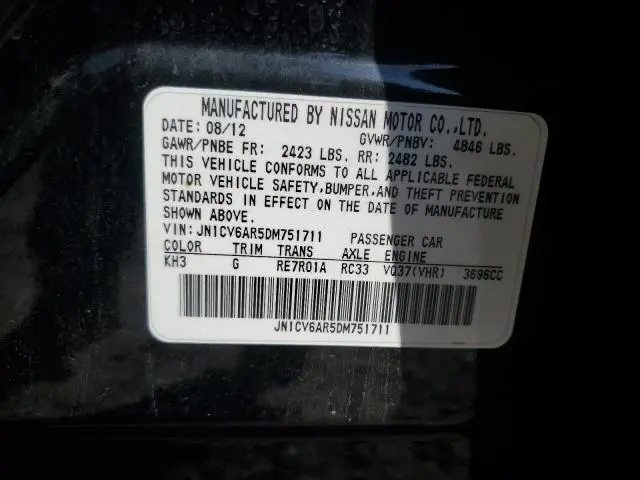 MANUFACTURED BY NISSAN MOTOR CO.,LTD.
DATE: 08/12 GVWR/PNBV: 4846 LBS.
GAWR/PNBE FR: 2423 LBS. RR: 2482 LBS.
THIS VEHICLE CONFORMS TO ALL APPLICABLE FEDERAL
MOTOR VEHICLE SAFETY,BUMPER,AND THEFT PREVENTION
STANDARDS IN EFFECT ON THE DATE OF MANUFACTURE
SHOWN ABOVE.
VIN: JN1CV6AR5DM751711 PASSENGER CAR
COLOR TRIM TRANS AXLE ENGINE
KH3 G RE7R01A RC33 VQ37(VHR) 3696CC
JN1CV6AR5DM751711